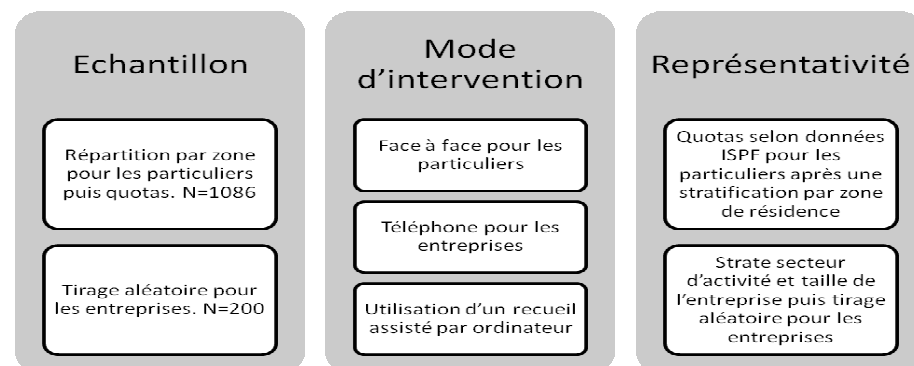 Echantillon
Répartition par zone
pour les particuliers
puis quotas. N=1086
Tirage aléatoire pour
les entreprises. N=200
Mode
d'intervention
Face à face pour les
particuliers
Téléphone pour les
entreprises
Utilisation d'un recueil
assisté par ordinateur
Représentativité
Quotas selon données
ISPF pour les
particuliers après une
stratification par zone
de résidence
Strate secteur
d'activité et taille de
l'entreprise puis tirage
aléatoire pour les
entreprises